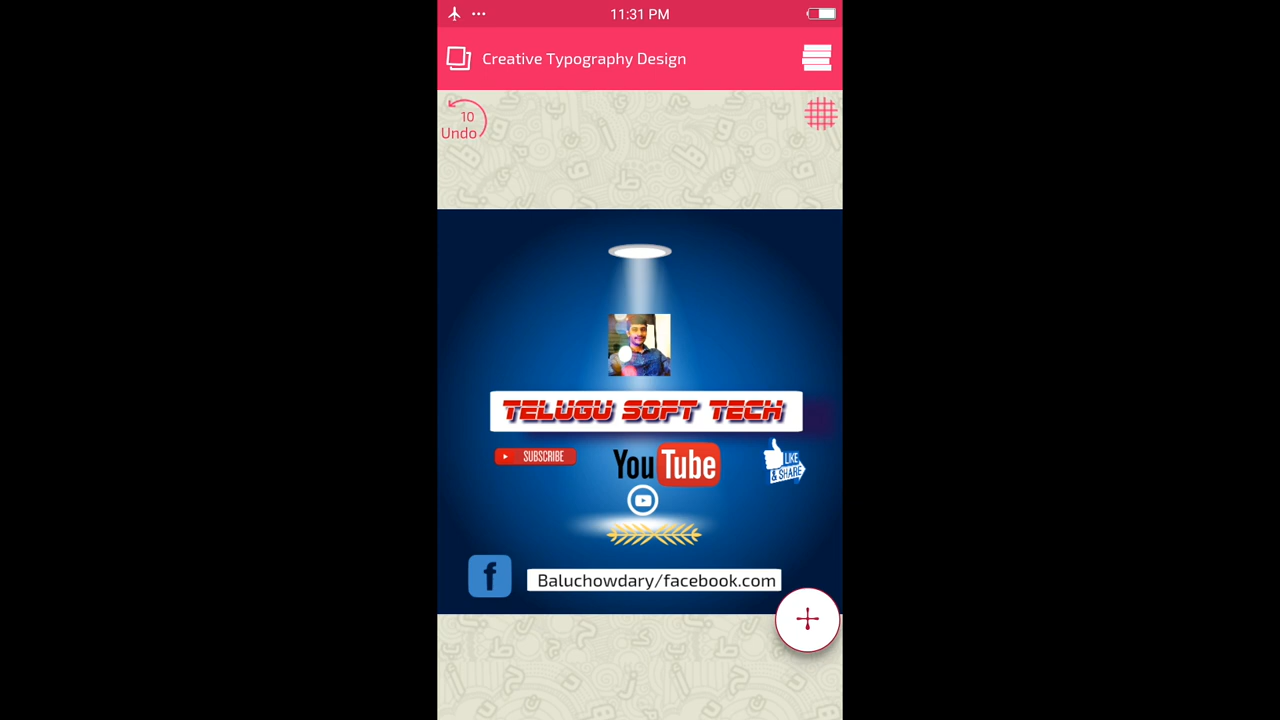 11:31 PM
Creative Typography Design
10
Undo
TELUGU SOFT TECH
SUBSCRIBE
YouTube
LIKE
& SHARE
f
Baluchowdary/facebook.com